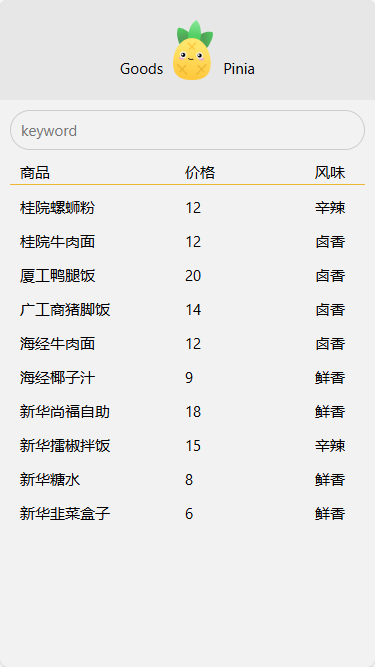 Goods Pinia
keyword
商品 价格 风味
桂院螺蛳粉 12 辛辣
桂院牛肉面 12 卤香
厦工鸭腿饭 20 卤香
广工商猪脚饭 14 卤香
海经牛肉面 12 卤香
海经椰子汁 9 鲜香
新华尚福自助 18 鲜香
新华擂椒拌饭 15 辛辣
新华糖水 8 鲜香
新华韭菜盒子 6 鲜香